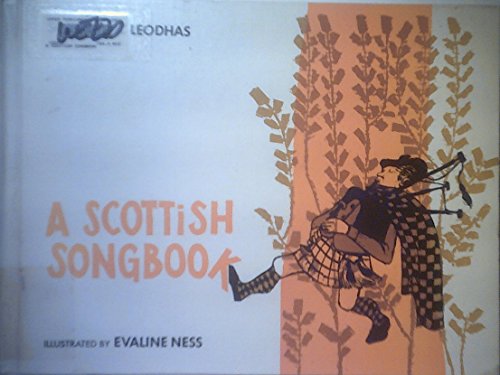 LEODHAS
A SCOTTiSH
SONGBOOK
ILLUSTRATED BY EVALINE NESS